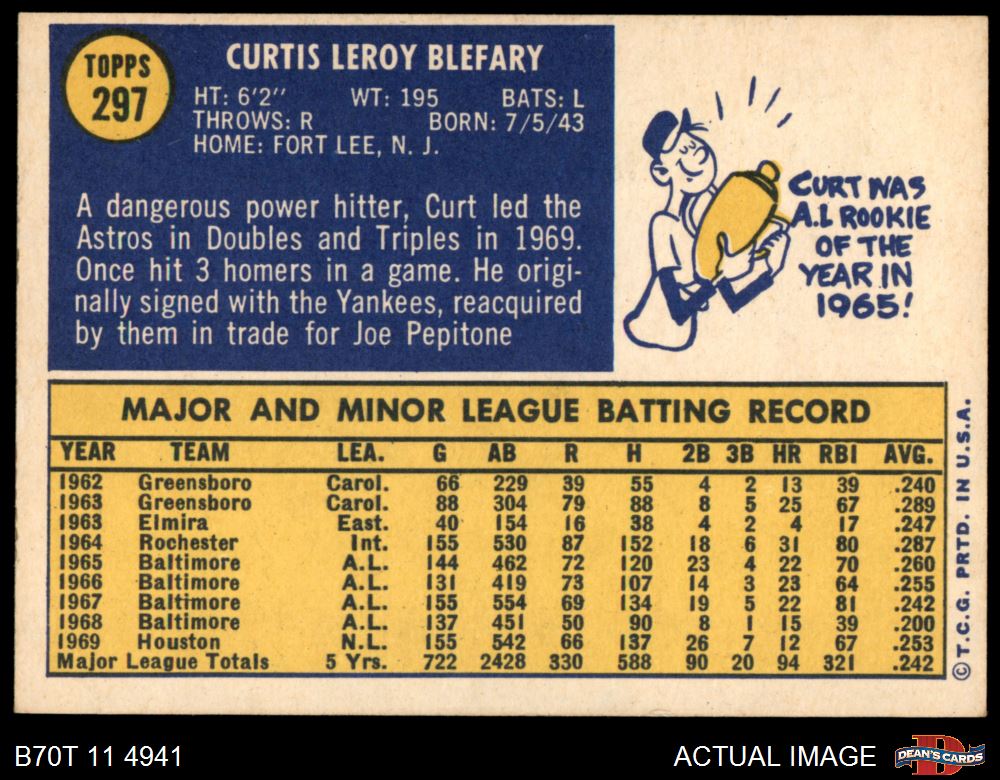 TOPPS
297
CURTIS LEROY BLEFARY
HT: 6'2" WT: 195 BATS: L
THROWS: R BORN: 7/5/43
HOME: FORT LEE, N. J.
A dangerous power hitter, Curt led the
Astros in Doubles and Triples in 1969.
Once hit 3 homers in a game. He origi-
nally signed with the Yankees, reacquired
by them in trade for Joe Pepitone
CURT WAS
A.L ROOKIE
OF THE
YEAR IN
1965!
MAJOR AND MINOR LEAGUE BATTING RECORD
YEAR TEAM LEA. G AB R H 2B 3B HR RBI AVG.
1962 Greensboro Carol. 66 229 39 55 4 2 13 39 .240
1963 Greensboro Carol. 88 304 79 88 8 5 25 67 .289
1963 Elmira East. 40 154 16 38 4 2 4 17 .247
1964 Rochester Int. 155 530 87 152 18 6 31 80 .287
1965 Baltimore A.L. 144 462 72 120 23 4 22 70 .260
1966 Baltimore A.L. 131 419 73 107 14 3 23 64 .255
1967 Baltimore A.L. 155 554 69 134 19 5 22 81 .242
1968 Baltimore A.L. 137 451 50 90 8 1 15 39 .200
1969 Houston N.L. 155 542 66 137 26 7 12 67 .253
Major League Totals 5 Yrs. 722 2428 330 588 90 20 94 321 .242
© T.C.G. PRTD. IN U.S.A.
B70T 11 4941 ACTUAL IMAGE
D
DEAN'S CARDS